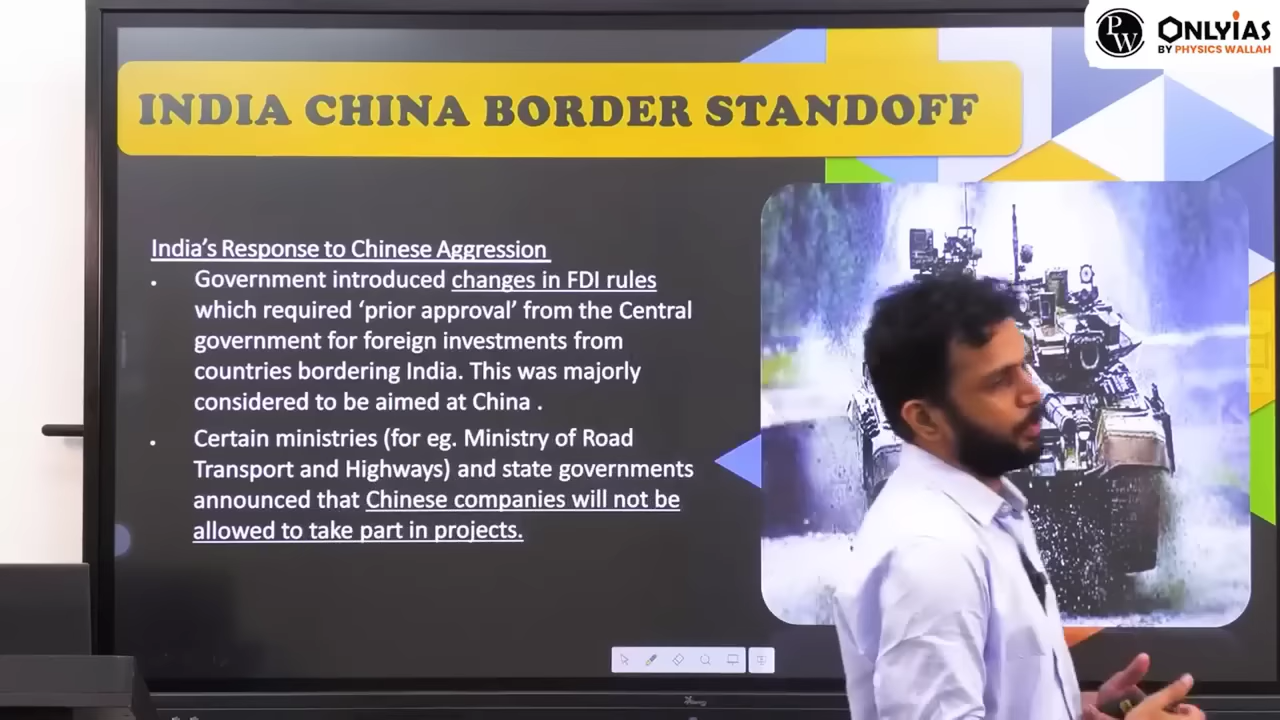 PW ONLYIAS
BY PHYSICS WALLAH
INDIA CHINA BORDER STANDOFF
India's Response to Chinese Aggression
• Government introduced changes in FDI rules
which required 'prior approval' from the Central
government for foreign investments from
countries bordering India. This was majorly
considered to be aimed at China .
• Certain ministries (for eg. Ministry of Road
Transport and Highways) and state governments
announced that Chinese companies will not be
allowed to take part in projects.